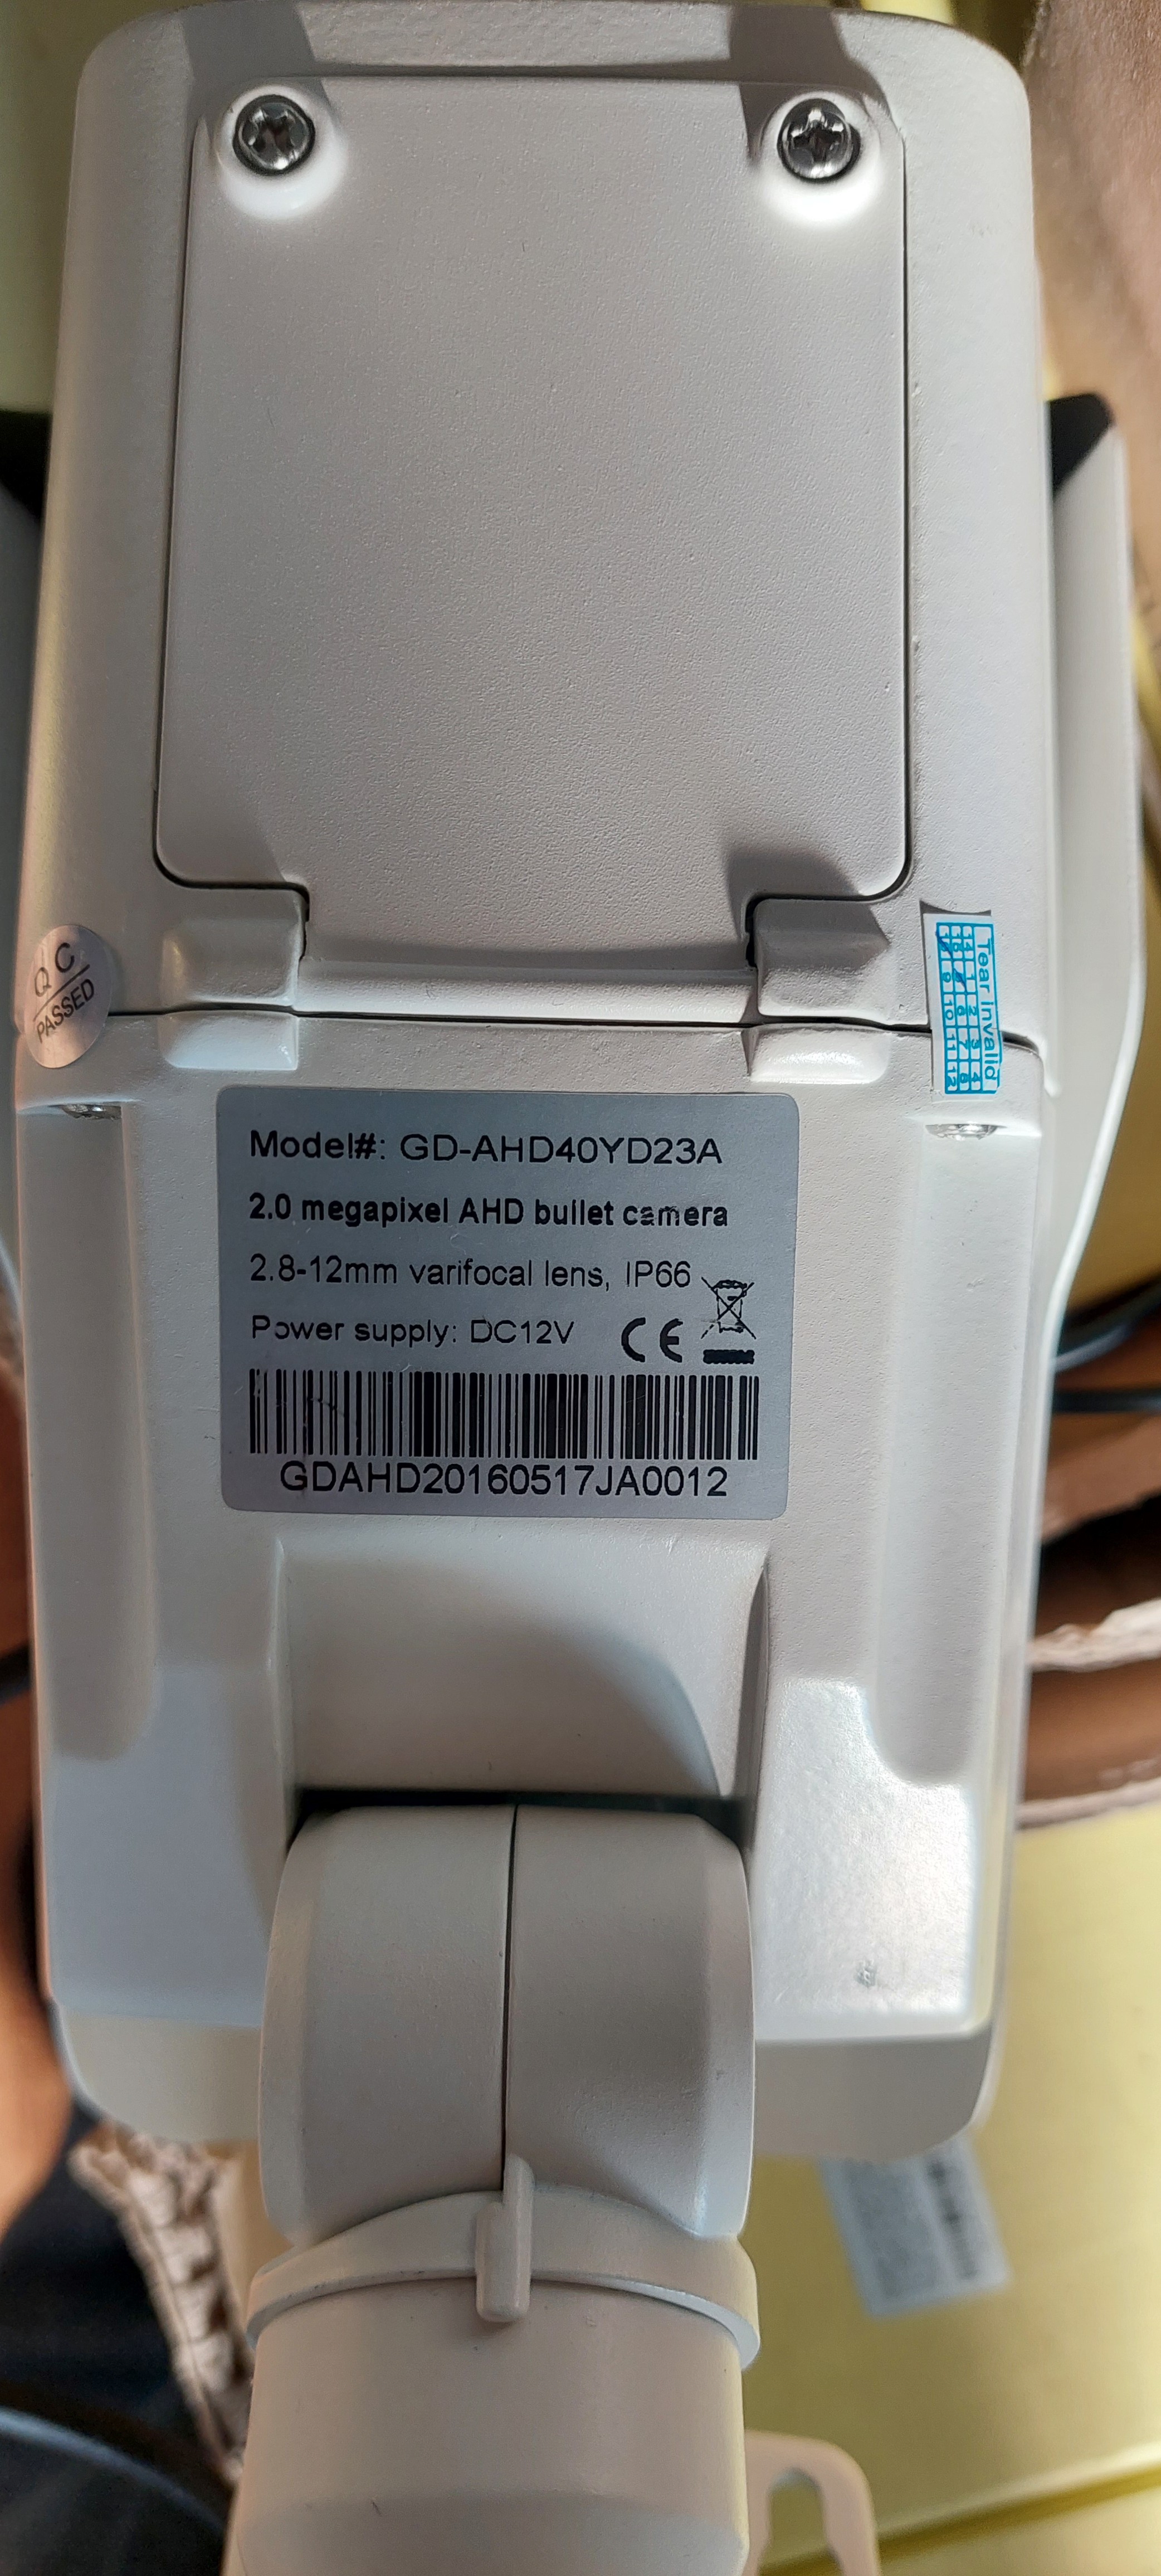 QC
PASSED
Tear Invalid
Model#: GD-AHD40YD23A
2.0 megapixel AHD bullet camera
2.8-12mm varifocal lens, IP66
Power supply: DC12V CE
GDAHD20160517JA0012